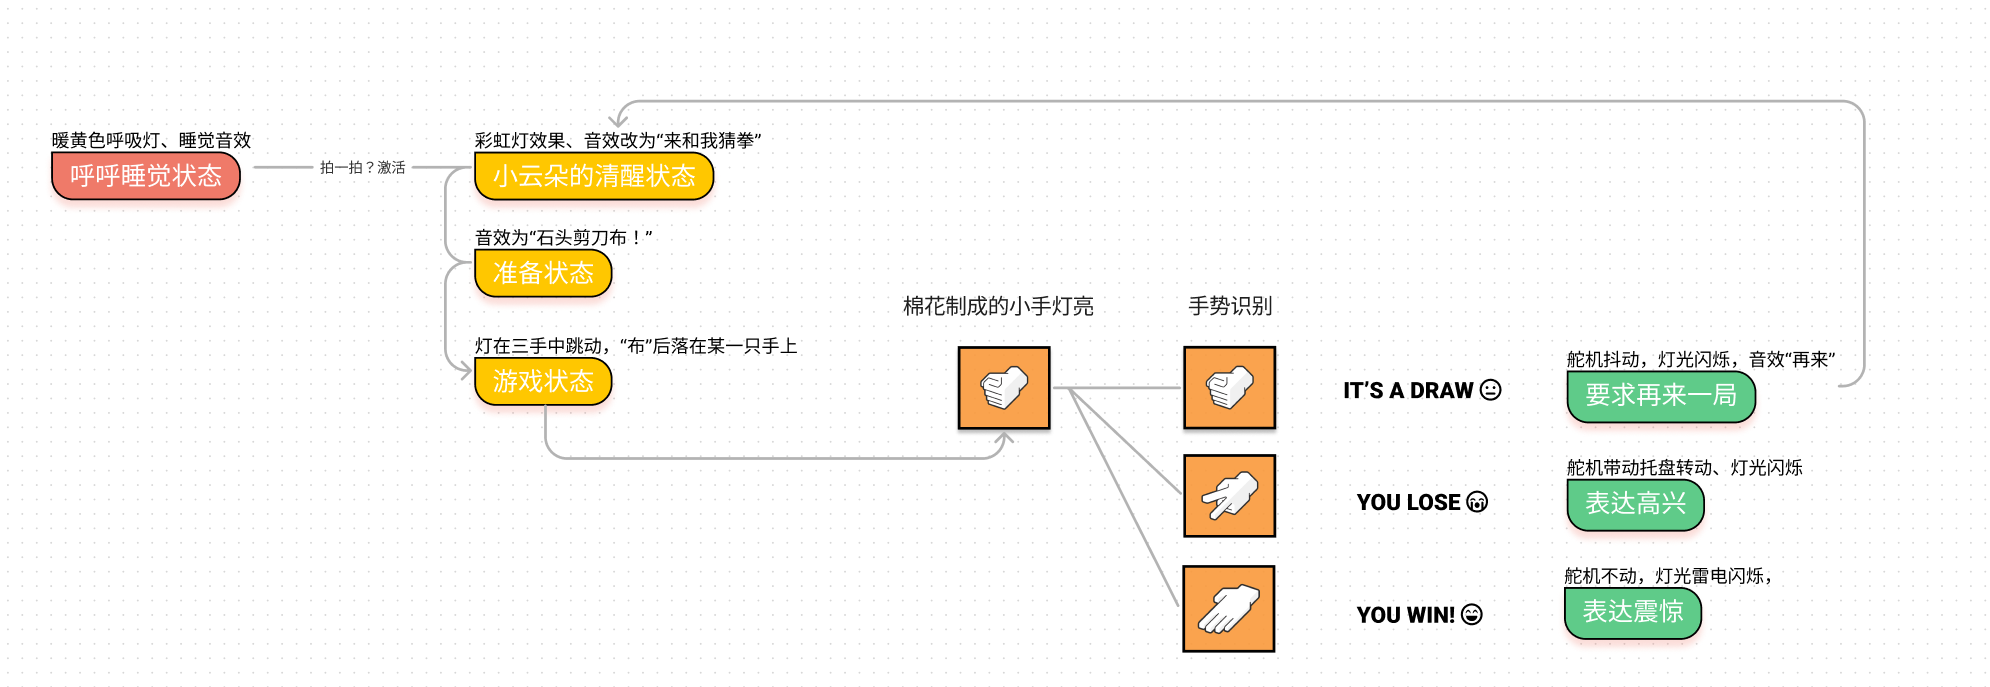 暖黄色呼吸灯、睡觉音效
呼呼睡觉状态
拍一拍？激活
彩虹灯效果、音效改为“来和我猜拳”
小云朵的清醒状态
音效为“石头剪刀布！”
准备状态
灯在三手中跳动，“布”后落在某一只手上
游戏状态
棉花制成的小手灯亮
手势识别
IT’S A DRAW
舵机抖动，灯光闪烁，音效“再来”
要求再来一局
YOU LOSE
舵机带动托盘转动、灯光闪烁
表达高兴
YOU WIN!
舵机不动，灯光雷电闪烁，
表达震惊